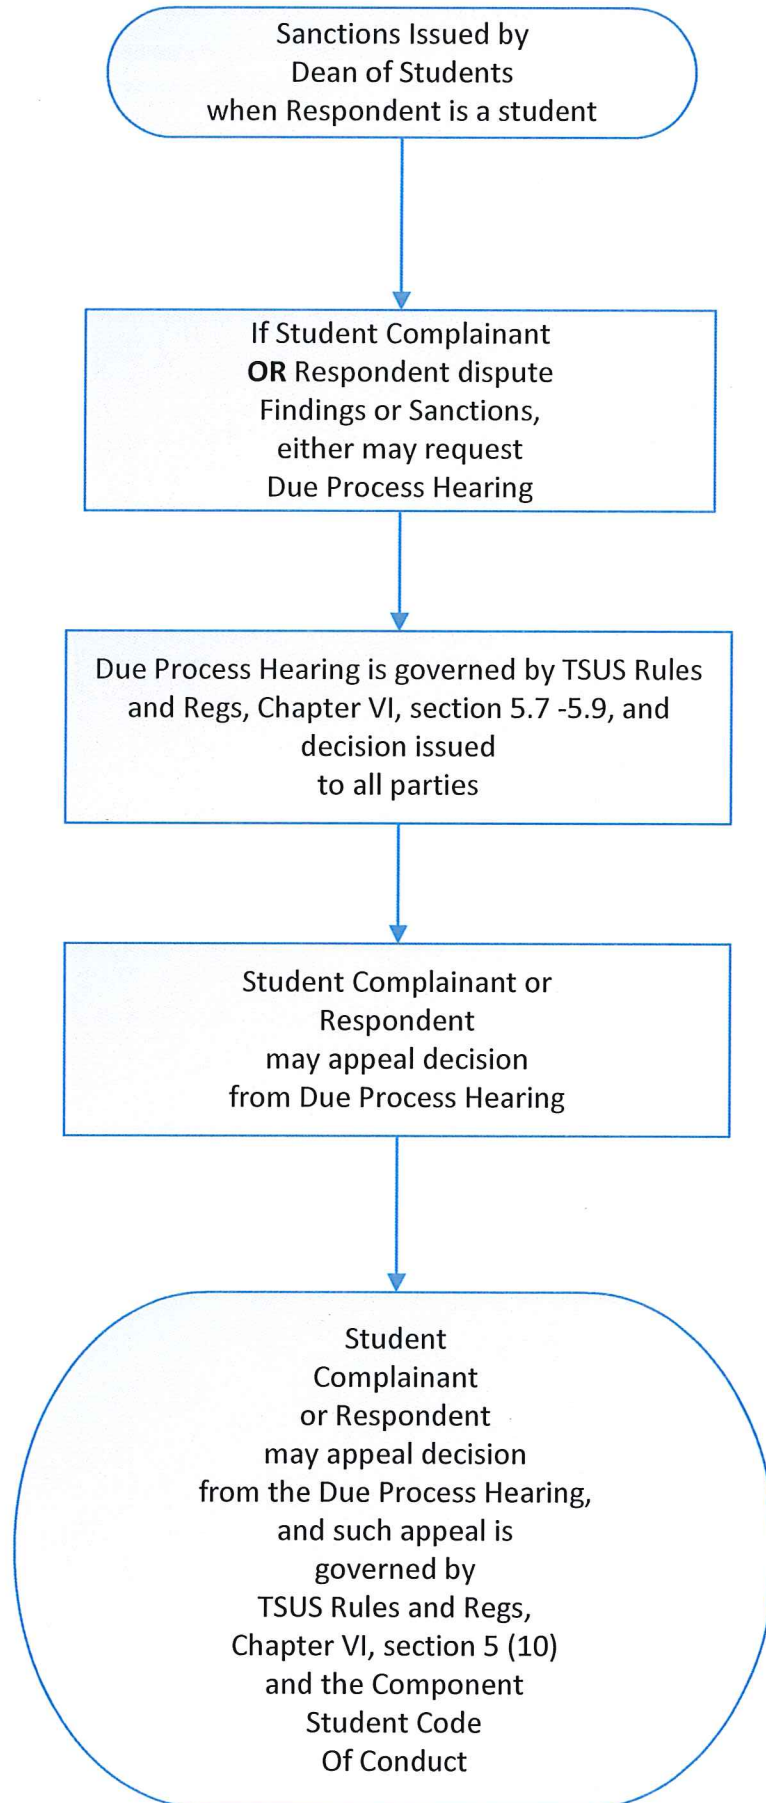 Sanctions Issued by
Dean of Students
when Respondent is a student
If Student Complainant
OR Respondent dispute
Findings or Sanctions,
either may request
Due Process Hearing
Due Process Hearing is governed by TSUS Rules
and Regs, Chapter VI, section 5.7 -5.9, and
decision issued
to all parties
Student Complainant or
Respondent
may appeal decision
from Due Process Hearing
Student
Complainant
or Respondent
may appeal decision
from the Due Process Hearing,
and such appeal is
governed by
TSUS Rules and Regs,
Chapter VI, section 5 (10)
and the Component
Student Code
Of Conduct